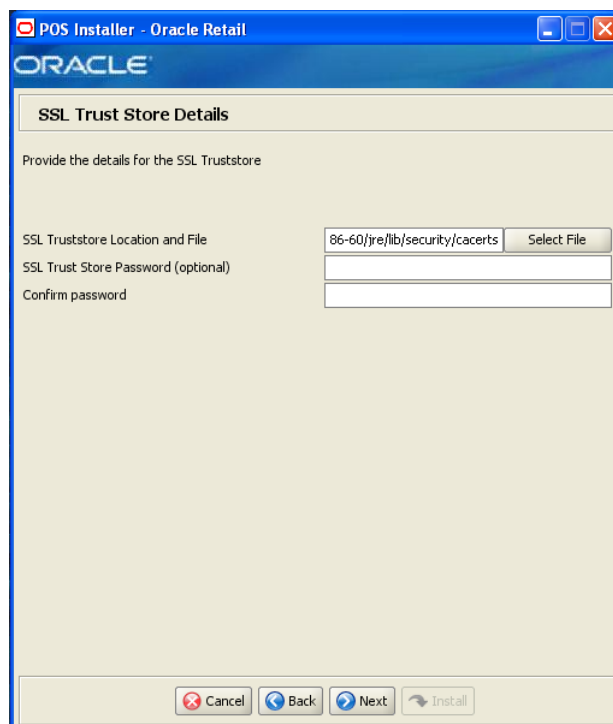 POS Installer - Oracle Retail
ORACLE
SSL Trust Store Details
Provide the details for the SSL Truststore
SSL Truststore Location and File 86-60/jre/lib/security/cacerts Select File
SSL Trust Store Password (optional)
Confirm password
Cancel Back Next Install